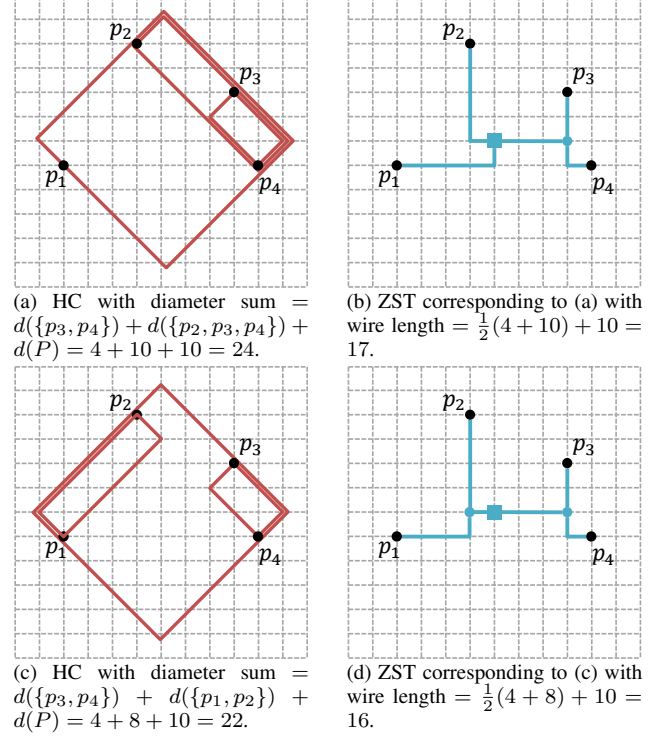 p₂
p₃
p₁
p₄
p₂
p₃
p₁
p₄
(a) HC with diameter sum =
d({p₃, p₄}) + d({p₂, p₃, p₄}) +
d(P) = 4 + 10 + 10 = 24.
(b) ZST corresponding to (a) with
wire length = ½(4 + 10) + 10 =
17.
p₂
p₃
p₁
p₄
p₂
p₃
p₁
p₄
(c) HC with diameter sum =
d({p₃, p₄}) + d({p₁, p₂}) +
d(P) = 4 + 8 + 10 = 22.
(d) ZST corresponding to (c) with
wire length = ½(4 + 8) + 10 =
16.